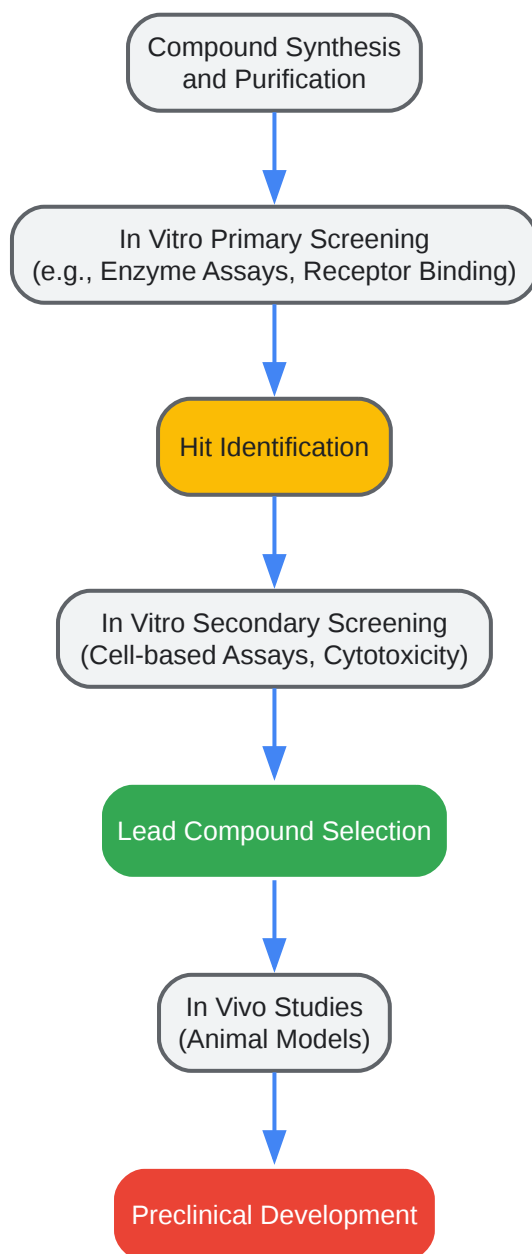 Compound Synthesis
and Purification
In Vitro Primary Screening
(e.g., Enzyme Assays, Receptor Binding)
Hit Identification
In Vitro Secondary Screening
(Cell-based Assays, Cytotoxicity)
Lead Compound Selection
In Vivo Studies
(Animal Models)
Preclinical Development